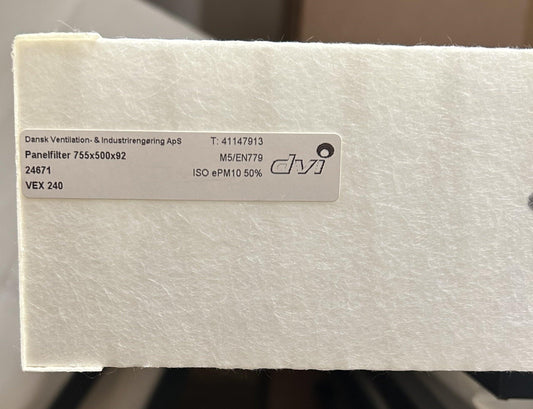 Dansk Ventilation- & Industrirengøring ApS T: 41147913
Panelfilter 755x500x92 M5/EN779
24671 ISO ePM10 50%
VEX 240
dvi